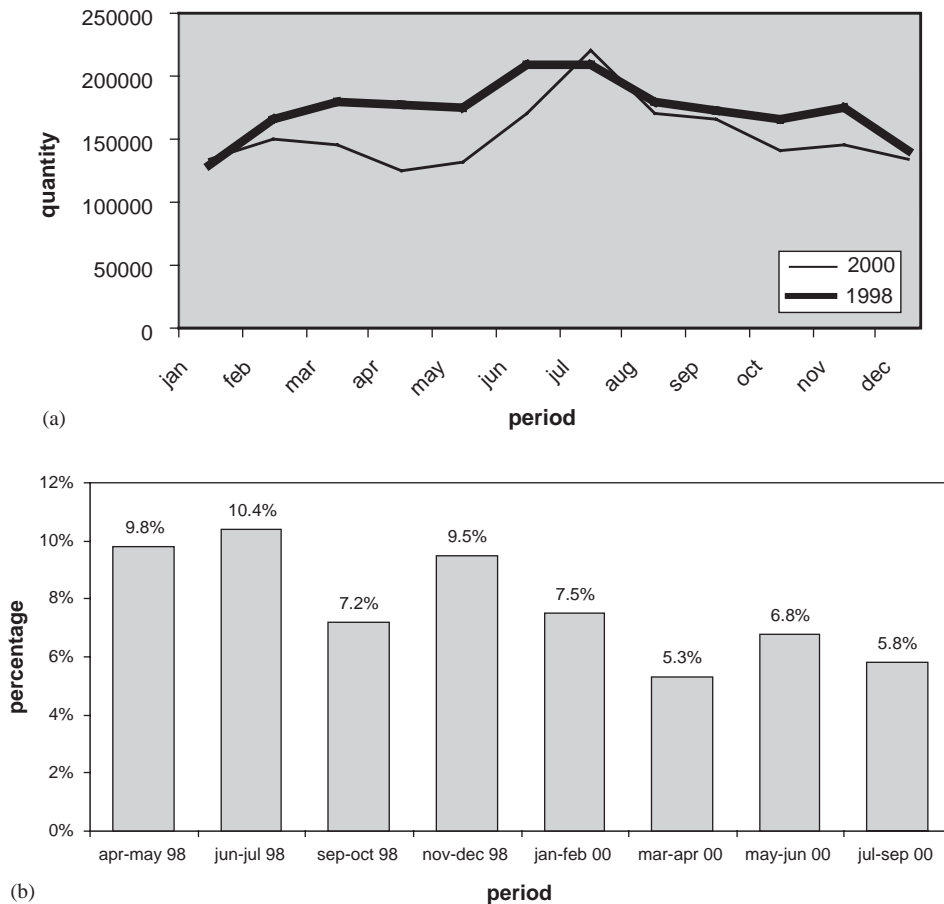 250000
200000
150000
100000
50000
0
quantity
2000
1998
jan feb mar apr may jun jul aug sep oct nov dec
period
(a)
12%
10%
8%
6%
4%
2%
0%
percentage
9.8% 10.4% 7.2% 9.5% 7.5% 5.3% 6.8% 5.8%
apr-may 98 jun-jul 98 sep-oct 98 nov-dec 98 jan-feb 00 mar-apr 00 may-jun 00 jul-sep 00
period
(b)